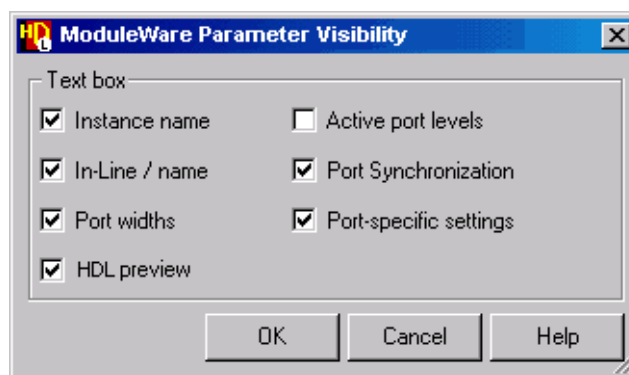 HDL ModuleWare Parameter Visibility
Text box
Instance name
Active port levels
In-Line / name
Port Synchronization
Port widths
Port-specific settings
HDL preview
OK Cancel Help